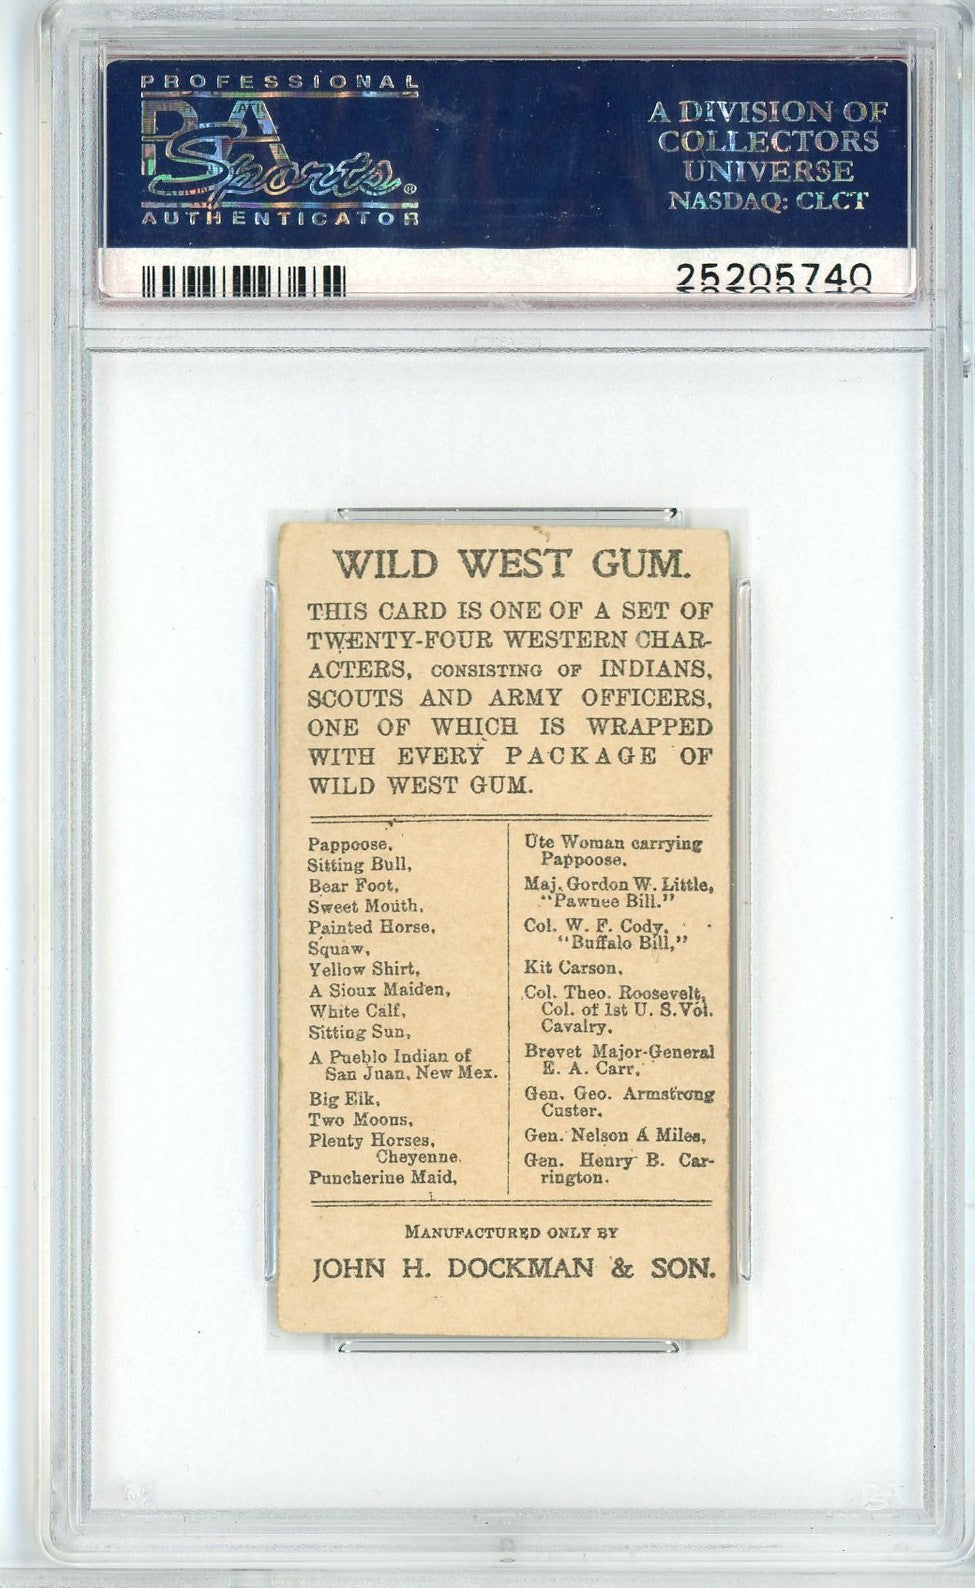 PROFESSIONAL
PSA
Sports®
AUTHENTICATOR
A DIVISION OF
COLLECTORS
UNIVERSE
NASDAQ: CLCT
25205740
WILD WEST GUM.
THIS CARD IS ONE OF A SET OF
TWENTY-FOUR WESTERN CHAR-
ACTERS, CONSISTING OF INDIANS,
SCOUTS AND ARMY OFFICERS,
ONE OF WHICH IS WRAPPED
WITH EVERY PACKAGE OF
WILD WEST GUM.
Pappoose,
Sitting Bull,
Bear Foot,
Sweet Mouth,
Painted Horse,
Squaw,
Yellow Shirt,
A Sioux Maiden,
White Calf,
Sitting Sun,
A Pueblo Indian of
San Juan, New Mex.
Big Elk,
Two Moons,
Plenty Horses,
Cheyenne.
Puncherine Maid,
Ute Woman carrying
Pappoose.
Maj. Gordon W. Little,
"Pawnee Bill."
Col. W. F. Cody,
"Buffalo Bill,"
Kit Carson,
Col. Theo. Roosevelt,
Col. of 1st U. S. Vol.
Cavalry.
Brevet Major-General
E. A. Carr,
Gen. Geo. Armstrong
Custer.
Gen. Nelson A Miles,
Gen. Henry B. Car-
rington.
MANUFACTURED ONLY BY
JOHN H. DOCKMAN & SON.